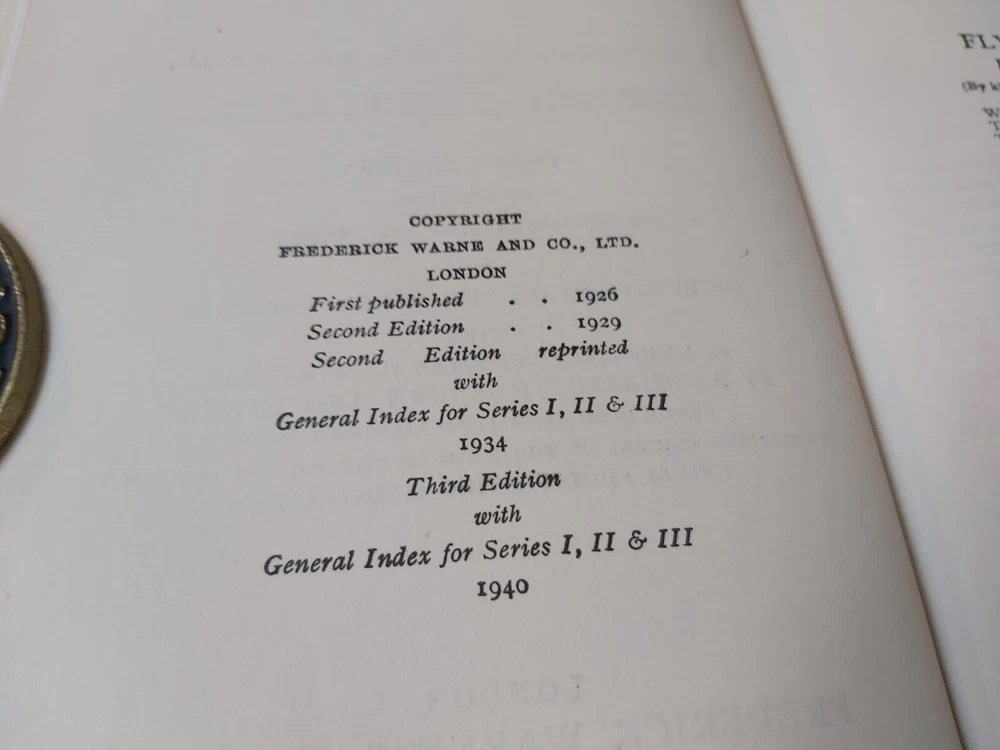 COPYRIGHT
FREDERICK WARNE AND CO., LTD.
LONDON
First published . . 1926
Second Edition . . 1929
Second Edition reprinted
with
General Index for Series I, II & III
1934
Third Edition
with
General Index for Series I, II & III
1940
(By